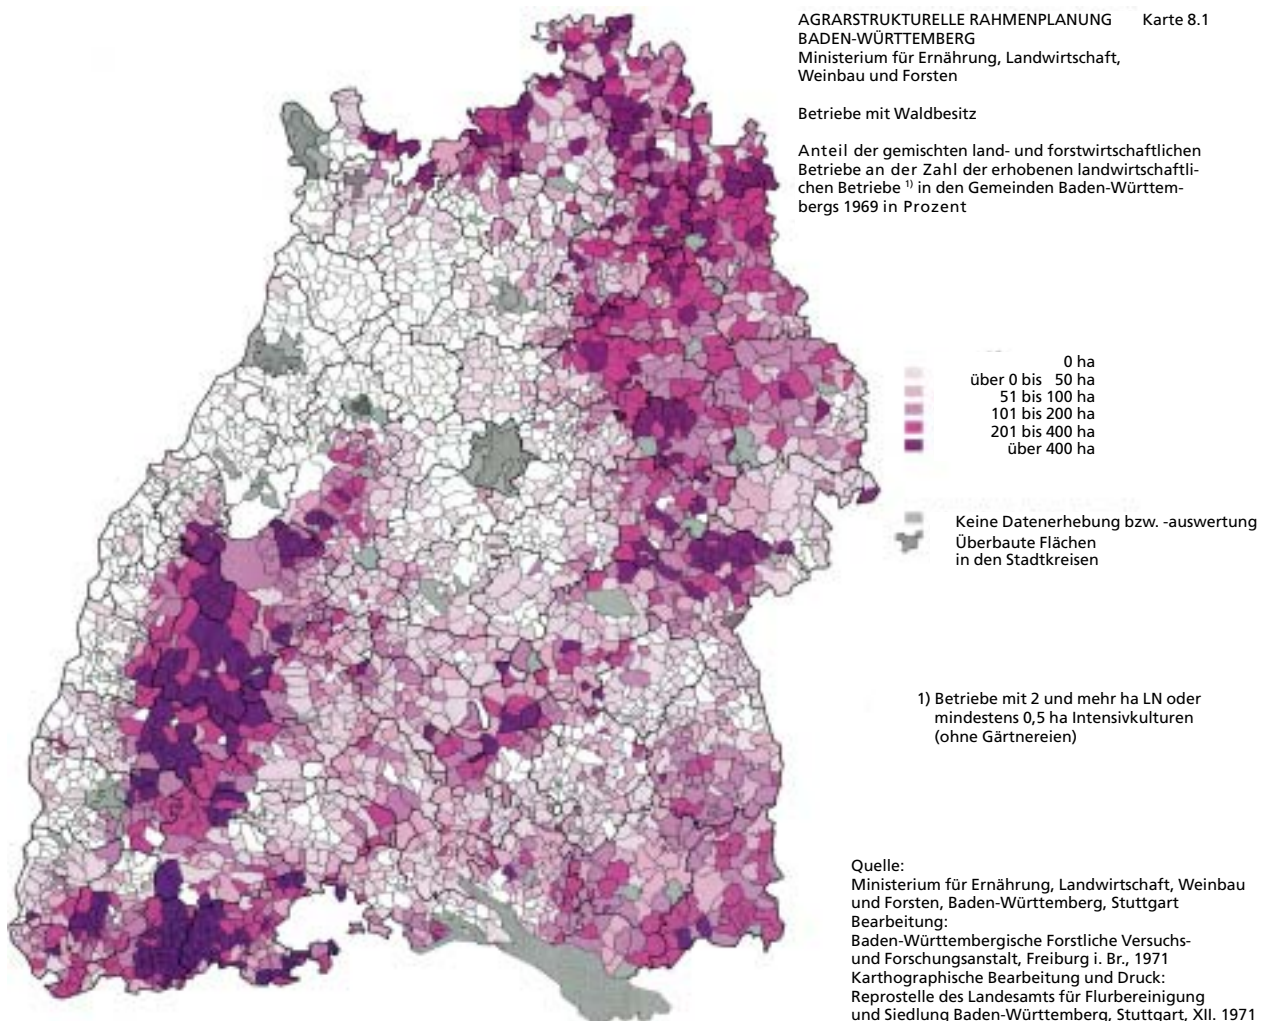 AGRARSTRUKTURELLE RAHMENPLANUNG Karte 8.1
BADEN-WÜRTTEMBERG
Ministerium für Ernährung, Landwirtschaft,
Weinbau und Forsten
Betriebe mit Waldbesitz
Anteil der gemischten land- und forstwirtschaftlichen
Betriebe an der Zahl der erhobenen landwirtschaftli-
chen Betriebe 1) in den Gemeinden Baden-Württem-
bergs 1969 in Prozent
0 ha
über 0 bis 50 ha
51 bis 100 ha
101 bis 200 ha
201 bis 400 ha
über 400 ha
Keine Datenerhebung bzw. -auswertung
Überbaute Flächen
in den Stadtkreisen
1) Betriebe mit 2 und mehr ha LN oder
mindestens 0,5 ha Intensivkulturen
(ohne Gärtnereien)
Quelle:
Ministerium für Ernährung, Landwirtschaft, Weinbau
und Forsten, Baden-Württemberg, Stuttgart
Bearbeitung:
Baden-Württembergische Forstliche Versuchs-
und Forschungsanstalt, Freiburg i. Br., 1971
Karthographische Bearbeitung und Druck:
Reprostelle des Landesamts für Flurbereinigung
und Siedlung Baden-Württemberg, Stuttgart, XII. 1971